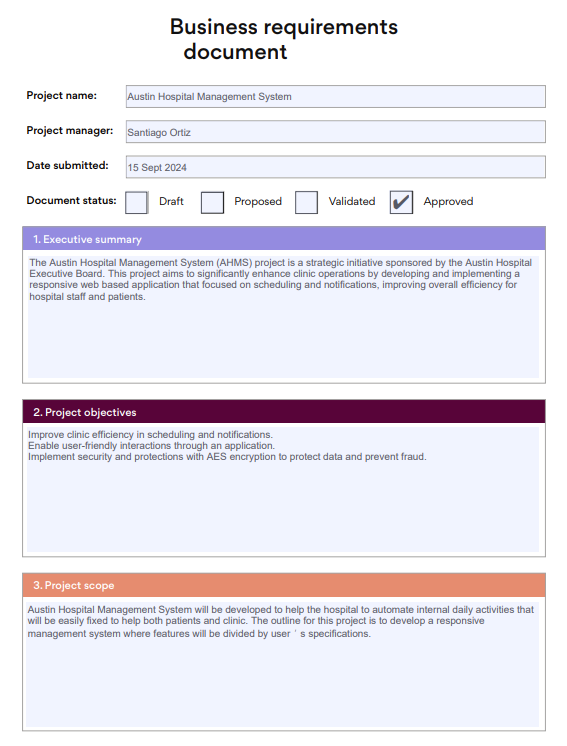 Business requirements
document
Project name:
Austin Hospital Management System
Project manager:
Santiago Ortiz
Date submitted:
15 Sept 2024
Document status: Draft Proposed Validated Approved
1. Executive summary
The Austin Hospital Management System (AHMS) project is a strategic initiative sponsored by the Austin Hospital
Executive Board. This project aims to significantly enhance clinic operations by developing and implementing a
responsive web based application that focused on scheduling and notifications, improving overall efficiency for
hospital staff and patients.
2. Project objectives
Improve clinic efficiency in scheduling and notifications.
Enable user-friendly interactions through an application.
Implement security and protections with AES encryption to protect data and prevent fraud.
3. Project scope
Austin Hospital Management System will be developed to help the hospital to automate internal daily activities that
will be easily fixed to help both patients and clinic. The outline for this project is to develop a responsive
management system where features will be divided by user ' s specifications.